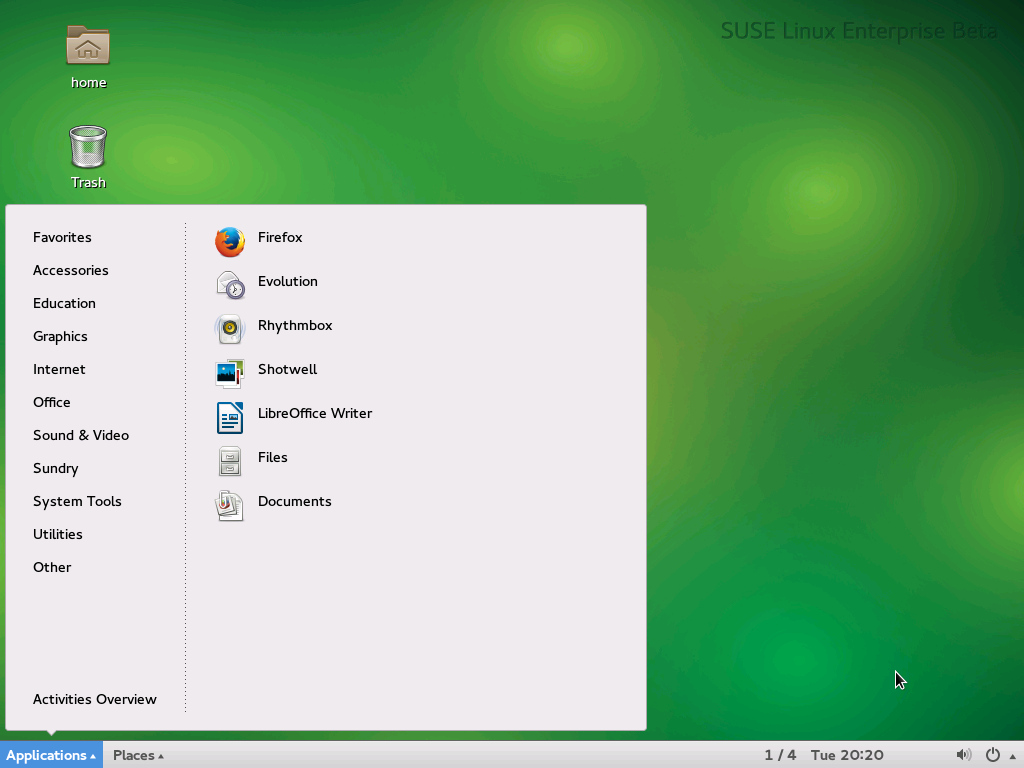 SUSE Linux Enterprise Beta
home
Trash
Favorites
Accessories
Education
Graphics
Internet
Office
Sound & Video
Sundry
System Tools
Utilities
Other
Activities Overview
Firefox
Evolution
Rhythmbox
Shotwell
LibreOffice Writer
Files
Documents
Applications Places 1 / 4 Tue 20:20